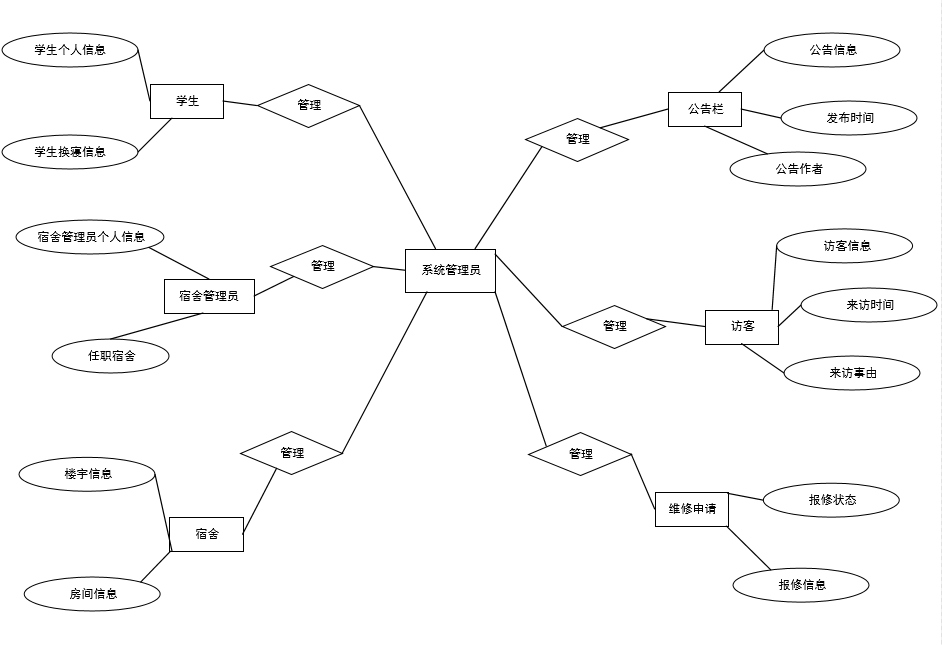 学生个人信息
公告信息
学生
管理
公告栏
发布时间
管理
学生换寝信息
公告作者
宿舍管理员个人信息
访客信息
管理
系统管理员
宿舍管理员
来访时间
管理
访客
任职宿舍
来访事由
管理
管理
楼宇信息
报修状态
维修申请
宿舍
房间信息
报修信息